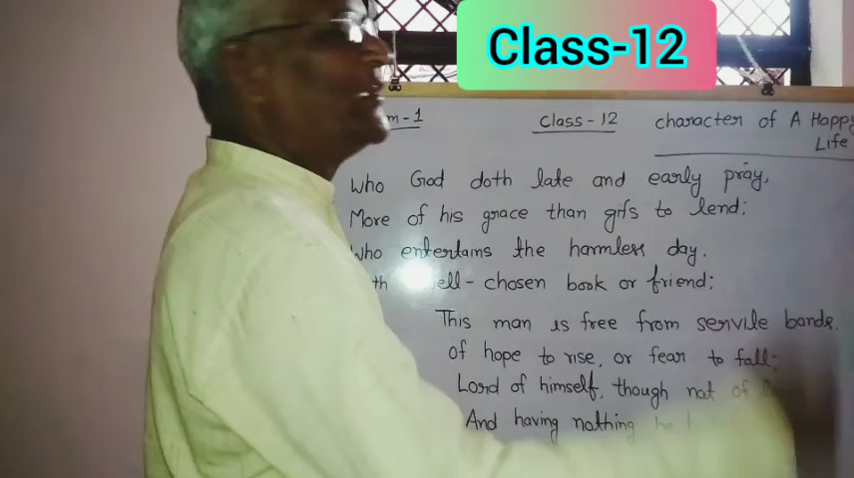 Class-12
m-1 Class-12 character of A Happy
Life
Who God doth late and early pray,
More of his grace than gifs to lend;
Who entertains the harmless day.
th ell-chosen book or friend;
This man is free from servile bands.
Of hope to rise, or fear to fall;
Lord of himself, though not of
And having nothing